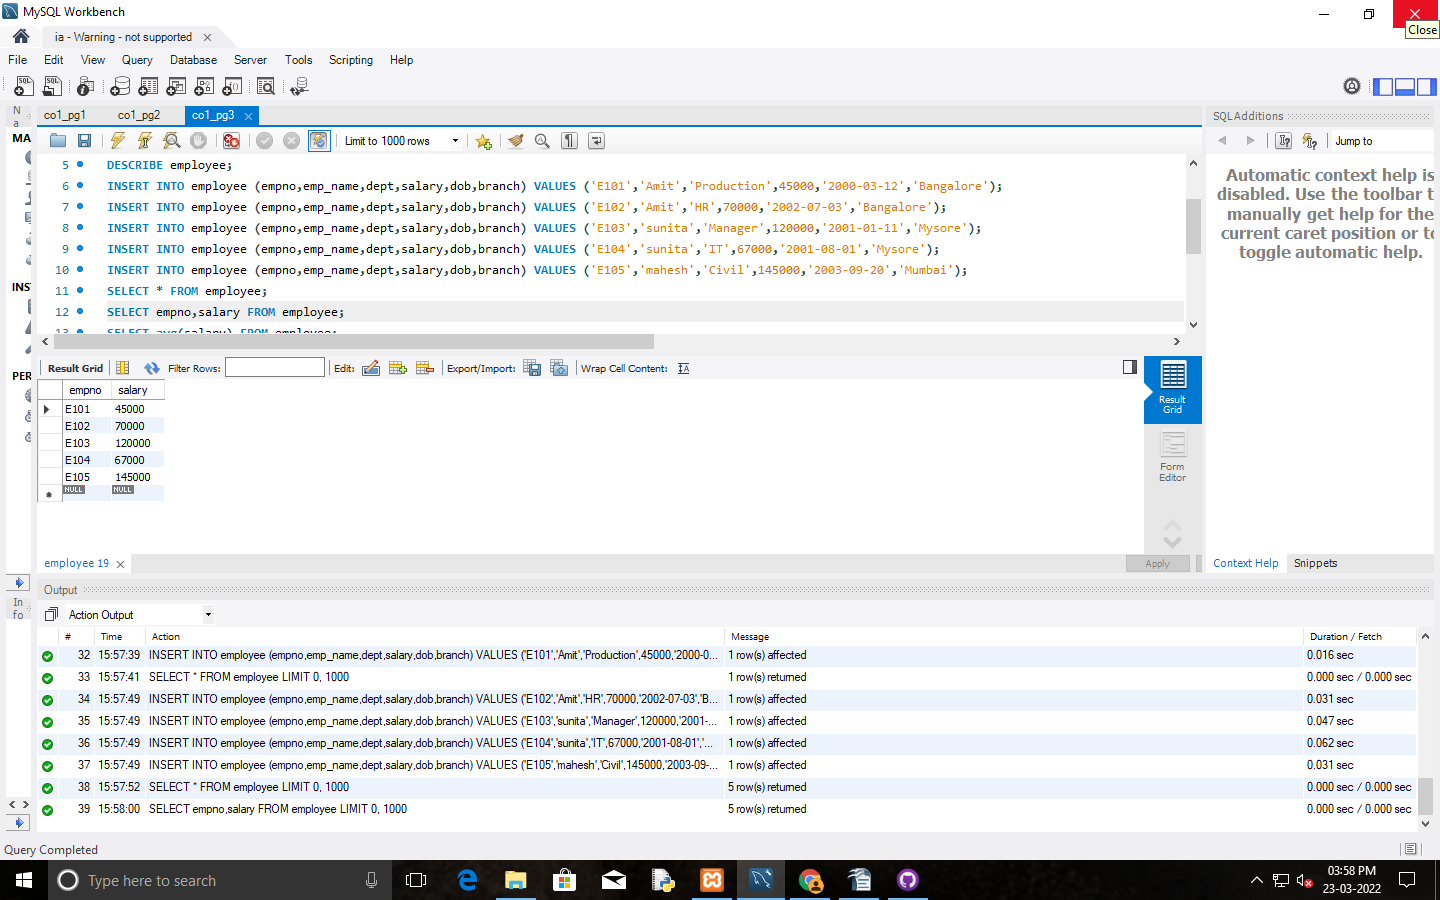 MySQL Workbench
Close
ia - Warning - not supported
File Edit View Query Database Server Tools Scripting Help
N
a
MA
INS
PER
In
fo
co1_pg1 co1_pg2 co1_pg3
Limit to 1000 rows
5 DESCRIBE employee;
6 INSERT INTO employee (empno,emp_name,dept,salary,dob,branch) VALUES ('E101','Amit','Production',45000,'2000-03-12','Bangalore');
7 INSERT INTO employee (empno,emp_name,dept,salary,dob,branch) VALUES ('E102','Amit','HR',70000,'2002-07-03','Bangalore');
8 INSERT INTO employee (empno,emp_name,dept,salary,dob,branch) VALUES ('E103','sunita','Manager',120000,'2001-01-11','Mysore');
9 INSERT INTO employee (empno,emp_name,dept,salary,dob,branch) VALUES ('E104','sunita','IT',67000,'2001-08-01','Mysore');
10 INSERT INTO employee (empno,emp_name,dept,salary,dob,branch) VALUES ('E105','mahesh','Civil',145000,'2003-09-20','Mumbai');
11 SELECT * FROM employee;
12 SELECT empno,salary FROM employee;
13 SELECT avg(salary) FROM employee;
Result Grid Filter Rows: Edit: Export/Import: Wrap Cell Content:
empno salary
E101 45000
E102 70000
E103 120000
E104 67000
E105 145000
NULL NULL
Result
Grid
Form
Editor
employee 19
Apply
SQLAdditions
Jump to
Automatic context help is
disabled. Use the toolbar t
manually get help for the
current caret position or to
toggle automatic help.
Context Help Snippets
Output
Action Output
# Time Action Message Duration / Fetch
32 15:57:39 INSERT INTO employee (empno,emp_name,dept,salary,dob,branch) VALUES ('E101','Amit','Production',45000,'2000-0... 1 row(s) affected 0.016 sec
33 15:57:41 SELECT * FROM employee LIMIT 0, 1000 1 row(s) returned 0.000 sec / 0.000 sec
34 15:57:49 INSERT INTO employee (empno,emp_name,dept,salary,dob,branch) VALUES ('E102','Amit','HR',70000,'2002-07-03','B... 1 row(s) affected 0.031 sec
35 15:57:49 INSERT INTO employee (empno,emp_name,dept,salary,dob,branch) VALUES ('E103','sunita','Manager',120000,'2001-... 1 row(s) affected 0.047 sec
36 15:57:49 INSERT INTO employee (empno,emp_name,dept,salary,dob,branch) VALUES ('E104','sunita','IT',67000,'2001-08-01','... 1 row(s) affected 0.062 sec
37 15:57:49 INSERT INTO employee (empno,emp_name,dept,salary,dob,branch) VALUES ('E105','mahesh','Civil',145000,'2003-09-... 1 row(s) affected 0.031 sec
38 15:57:52 SELECT * FROM employee LIMIT 0, 1000 5 row(s) returned 0.000 sec / 0.000 sec
39 15:58:00 SELECT empno,salary FROM employee LIMIT 0, 1000 5 row(s) returned 0.000 sec / 0.000 sec
Query Completed
Type here to search
03:58 PM
23-03-2022